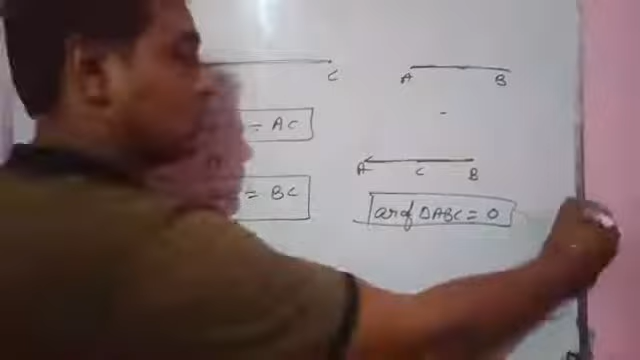 C
A B
= AC
A C B
= BC
ar of ΔABC = 0